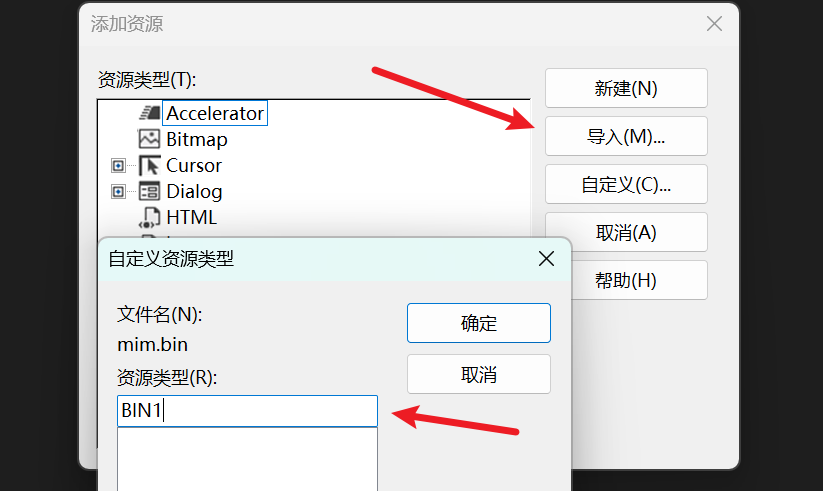 添加资源
资源类型(T):
Accelerator
Bitmap
Cursor
Dialog
HTML
新建(N)
导入(M)...
自定义(C)...
取消(A)
帮助(H)
自定义资源类型
文件名(N):
mim.bin
资源类型(R):
BIN1
确定
取消